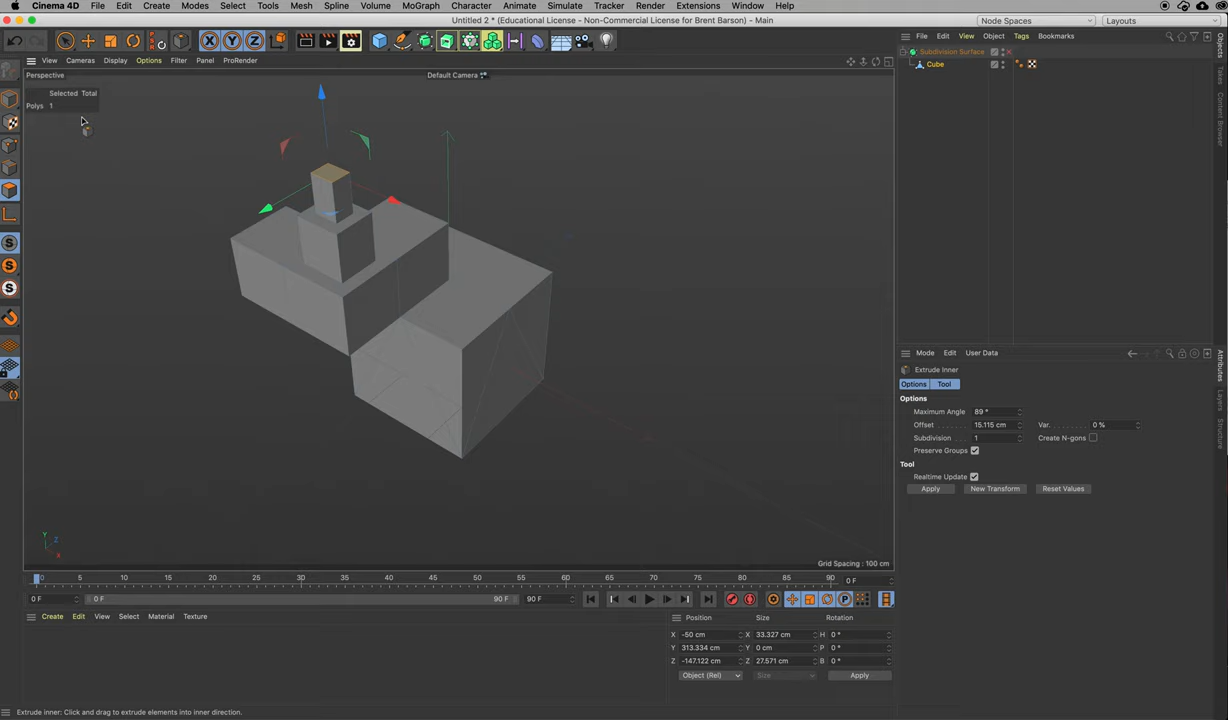 Cinema 4D File Edit Create Modes Select Tools Mesh Spline Volume MoGraph Character Animate Simulate Tracker Render Extensions Window Help
Untitled 2 * (Educational License - Non-Commercial License for Brent Barson) - Main
Node Spaces Layouts
X Y Z
File Edit View Object Tags Bookmarks
View Cameras Display Options Filter Panel ProRender
Subdivision Surface
Cube
Perspective
Default Camera
Selected Total
Polys 1
Objects
Takes
Content Browser
Attributes
Layers
Structure
Mode Edit User Data
Extrude Inner
Options Tool
Options
Maximum Angle 89 °
Offset 15.115 cm Var. 0 %
Subdivision 1 Create N-gons
Preserve Groups
Tool
Realtime Update
Apply New Transform Reset Values
Y Z X
Grid Spacing : 100 cm
0 5 10 15 20 25 30 35 40 45 50 55 60 65 70 75 80 85 90
0 F
0 F 0 F 90 F 90 F
Create Edit View Select Material Texture
Position Size Rotation
X -50 cm X 33.327 cm H 0 °
Y 313.334 cm Y 0 cm P 0 °
Z -147.122 cm Z 27.571 cm B 0 °
Object (Rel) Size Apply
Extrude inner: Click and drag to extrude elements into inner direction.